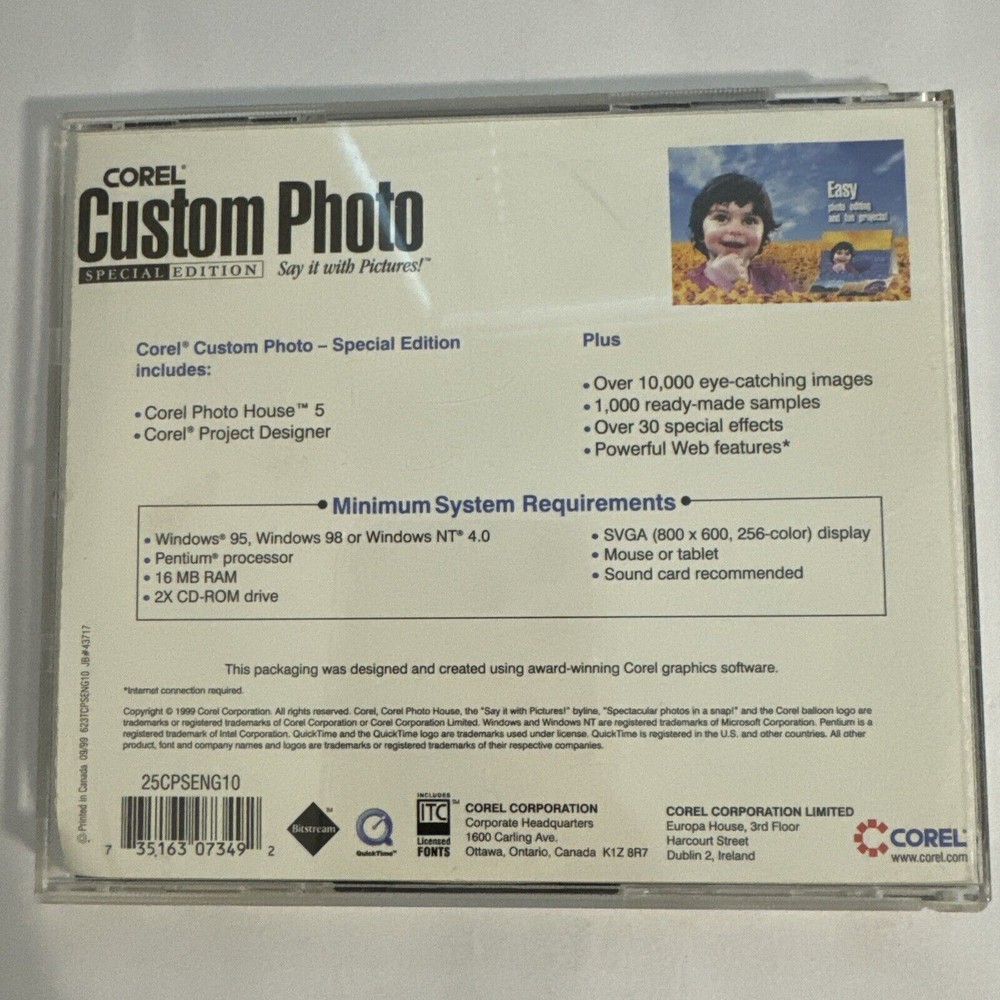 COREL®
Custom Photo
SPECIAL EDITION Say it with Pictures!™
Easy
photo editing
and fun projects!
Corel® Custom Photo – Special Edition
includes:
• Corel Photo House™ 5
• Corel® Project Designer
Plus
• Over 10,000 eye-catching images
• 1,000 ready-made samples
• Over 30 special effects
• Powerful Web features*
Minimum System Requirements
• Windows® 95, Windows 98 or Windows NT® 4.0
• Pentium® processor
• 16 MB RAM
• 2X CD-ROM drive
• SVGA (800 x 600, 256-color) display
• Mouse or tablet
• Sound card recommended
This packaging was designed and created using award-winning Corel graphics software.
*Internet connection required.
Copyright © 1999 Corel Corporation. All rights reserved. Corel, Corel Photo House, the "Say it with Pictures!" byline, "Spectacular photos in a snap!" and the Corel balloon logo are
trademarks or registered trademarks of Corel Corporation or Corel Corporation Limited. Windows and Windows NT are registered trademarks of Microsoft Corporation. Pentium is a
registered trademark of Intel Corporation. QuickTime and the QuickTime logo are trademarks used under license. QuickTime is registered in the U.S. and other countries. All other
product, font and company names and logos are trademarks or registered trademarks of their respective companies.
Printed in Canada 09/99 623TCPSENG10 JB#43717
25CPSENG10
7 35163 07349 2
Bitstream™
QuickTime™
INCLUDES
ITC™
Licensed
FONTS
COREL CORPORATION
Corporate Headquarters
1600 Carling Ave.
Ottawa, Ontario, Canada K1Z 8R7
COREL CORPORATION LIMITED
Europa House, 3rd Floor
Harcourt Street
Dublin 2, Ireland
COREL
www.corel.com